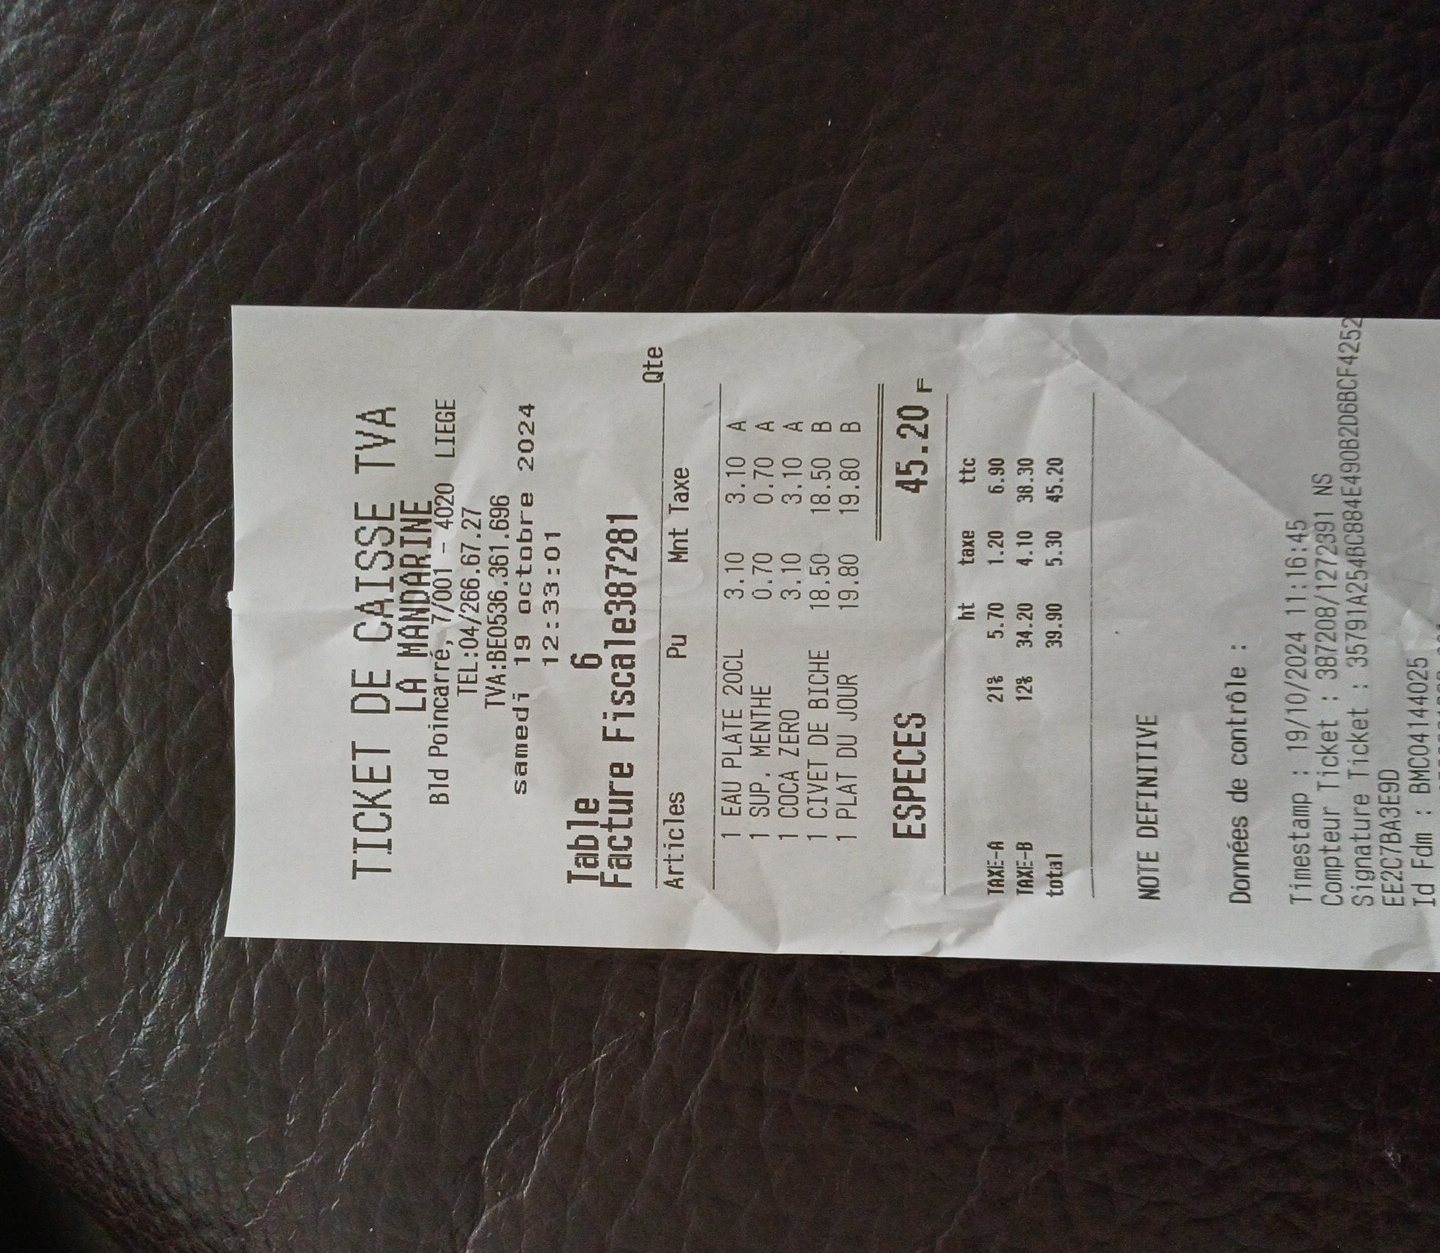 TICKET DE CAISSE TVA
LA MANDARINE
Bld Poincarré, 7/001 - 4020 LIEGE
TEL:04/266.67.27
TVA:BE0536.361.696
samedi 19 octobre 2024
12:33:01
Table 6
Facture Fiscale387281
Qte
Articles Pu Mnt Taxe
1 EAU PLATE 20CL 3.10 3.10 A
1 SUP. MENTHE 0.70 0.70 A
1 COCA ZERO 3.10 3.10 A
1 CIVET DE BICHE 18.50 18.50 B
1 PLAT DU JOUR 19.80 19.80 B
ESPECES 45.20 F
ht taxe ttc
TAXE-A 21% 5.70 1.20 6.90
TAXE-B 12% 34.20 4.10 38.30
total 39.90 5.30 45.20
NOTE DEFINITIVE
Données de contrôle :
Timestamp : 19/10/2024 11:16:45
Compteur Ticket : 387208/1272391 NS
Signature Ticket : 35791A254BC884E490B2D6BCF4252
EE2C7BA3E9D
Id Fdm : BMC04144025